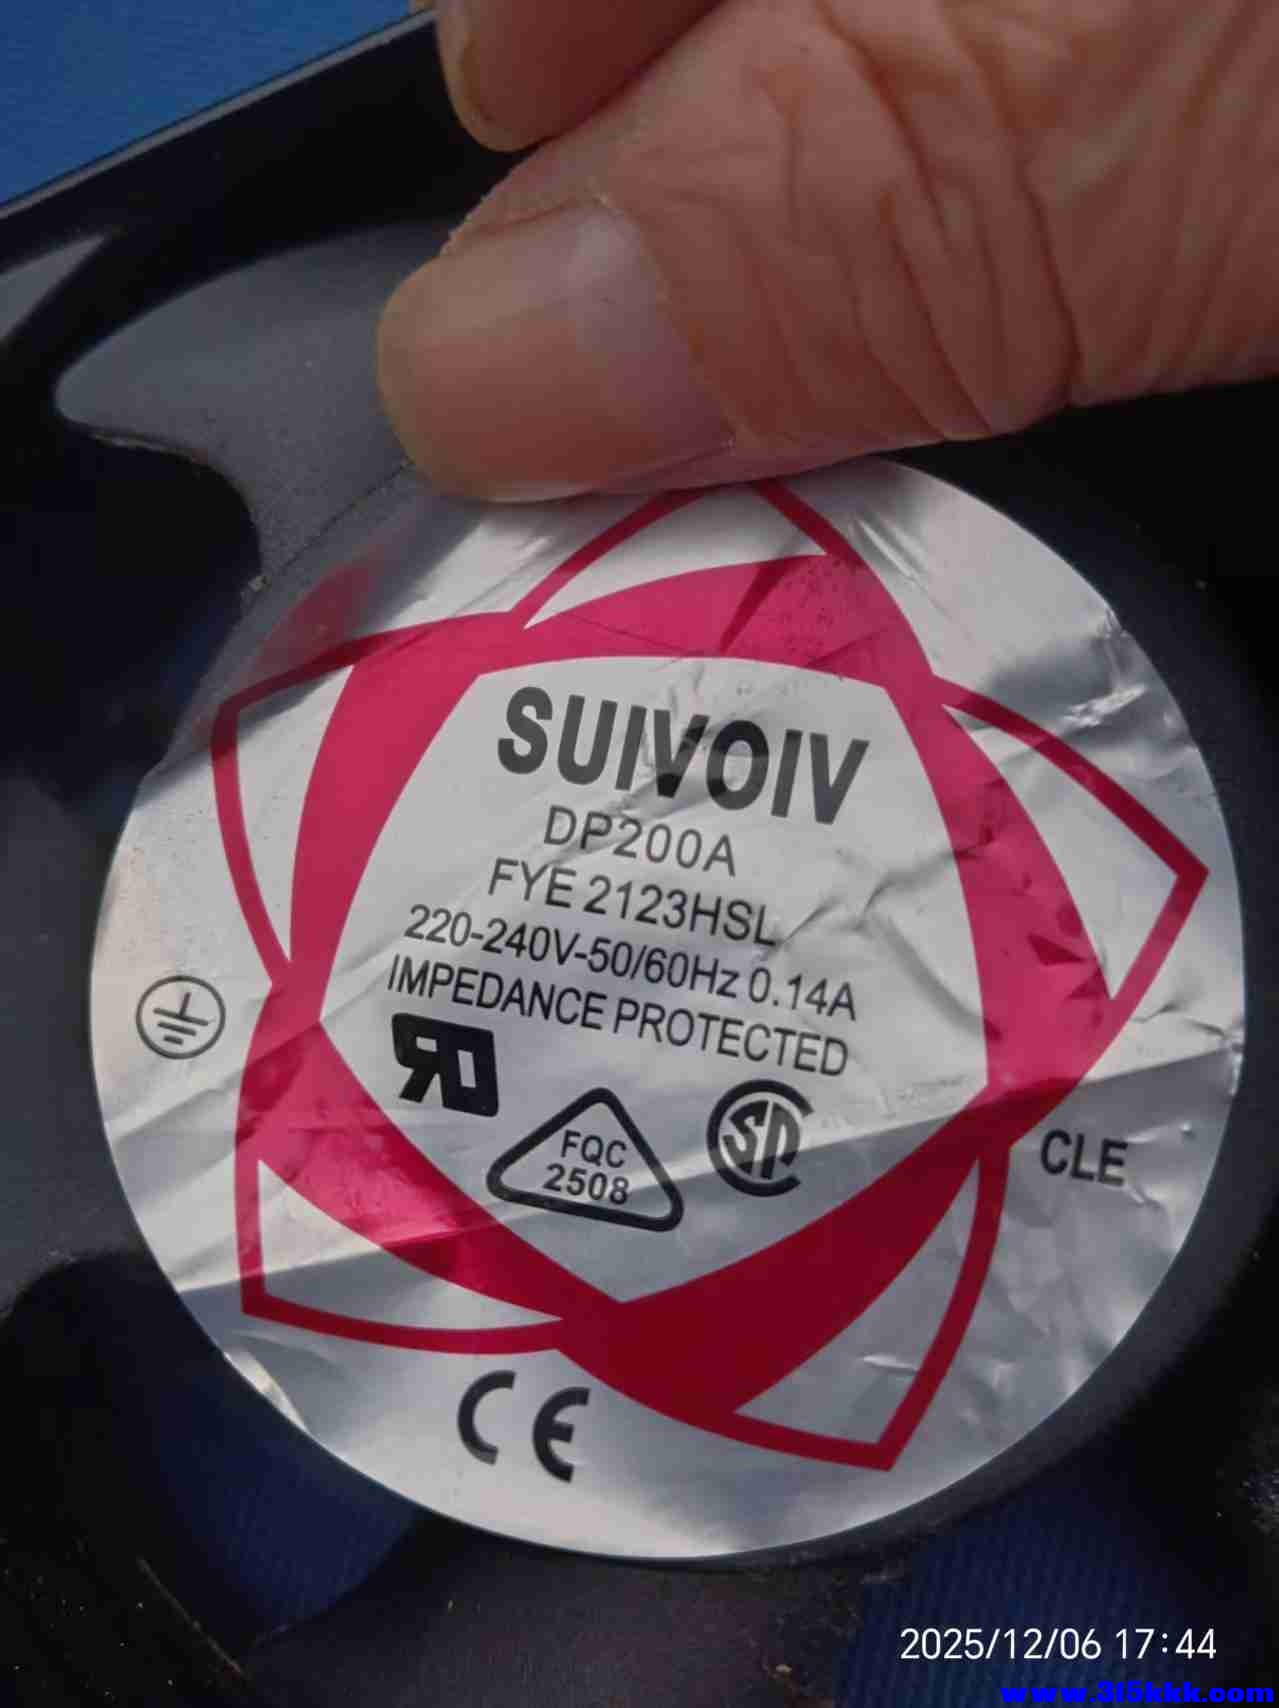 SUIVOIV
DP200A
FYE 2123HSL
220-240V-50/60Hz 0.14A
IMPEDANCE PROTECTED
FQC
2508
CLE
CE
2025/12/06 17:44
www.315kkk.com